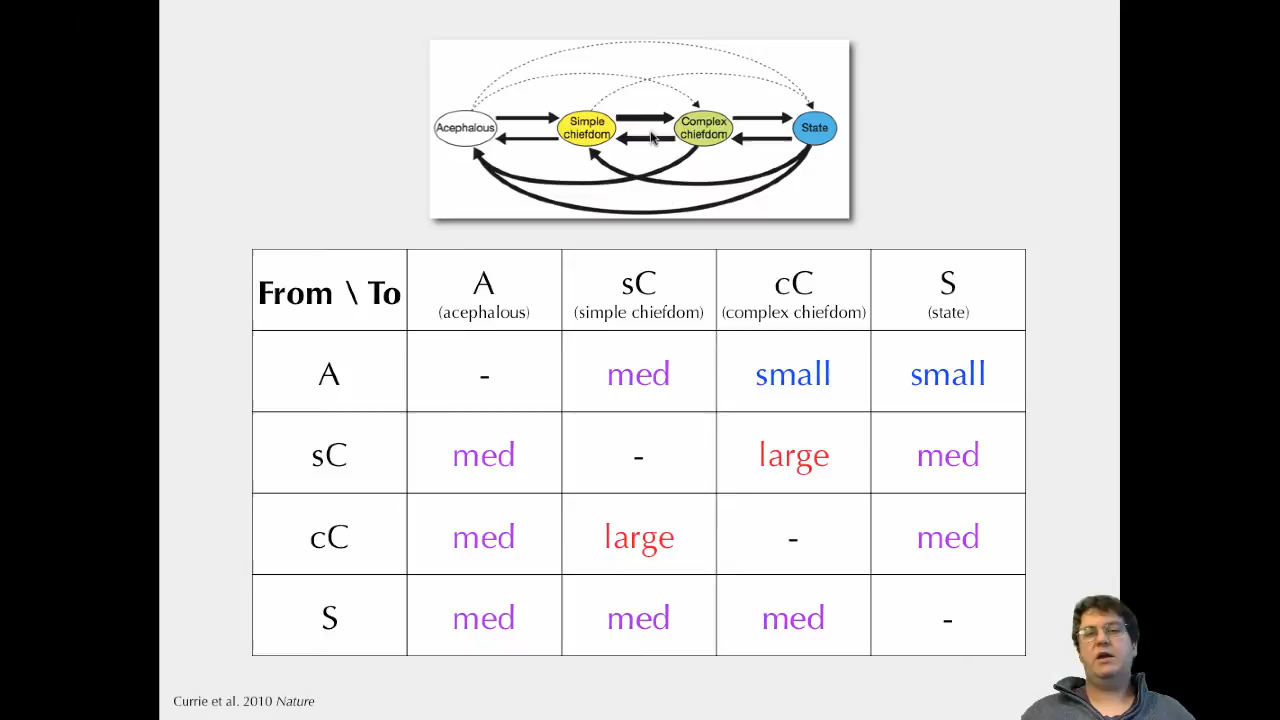 Acephalous
Simple
chiefdom
Complex
chiefdom
State
From \ To
A
(acephalous)
sC
(simple chiefdom)
cC
(complex chiefdom)
S
(state)
A - med small small
sC med - large med
cC med large - med
S med med med -
Currie et al. 2010 Nature